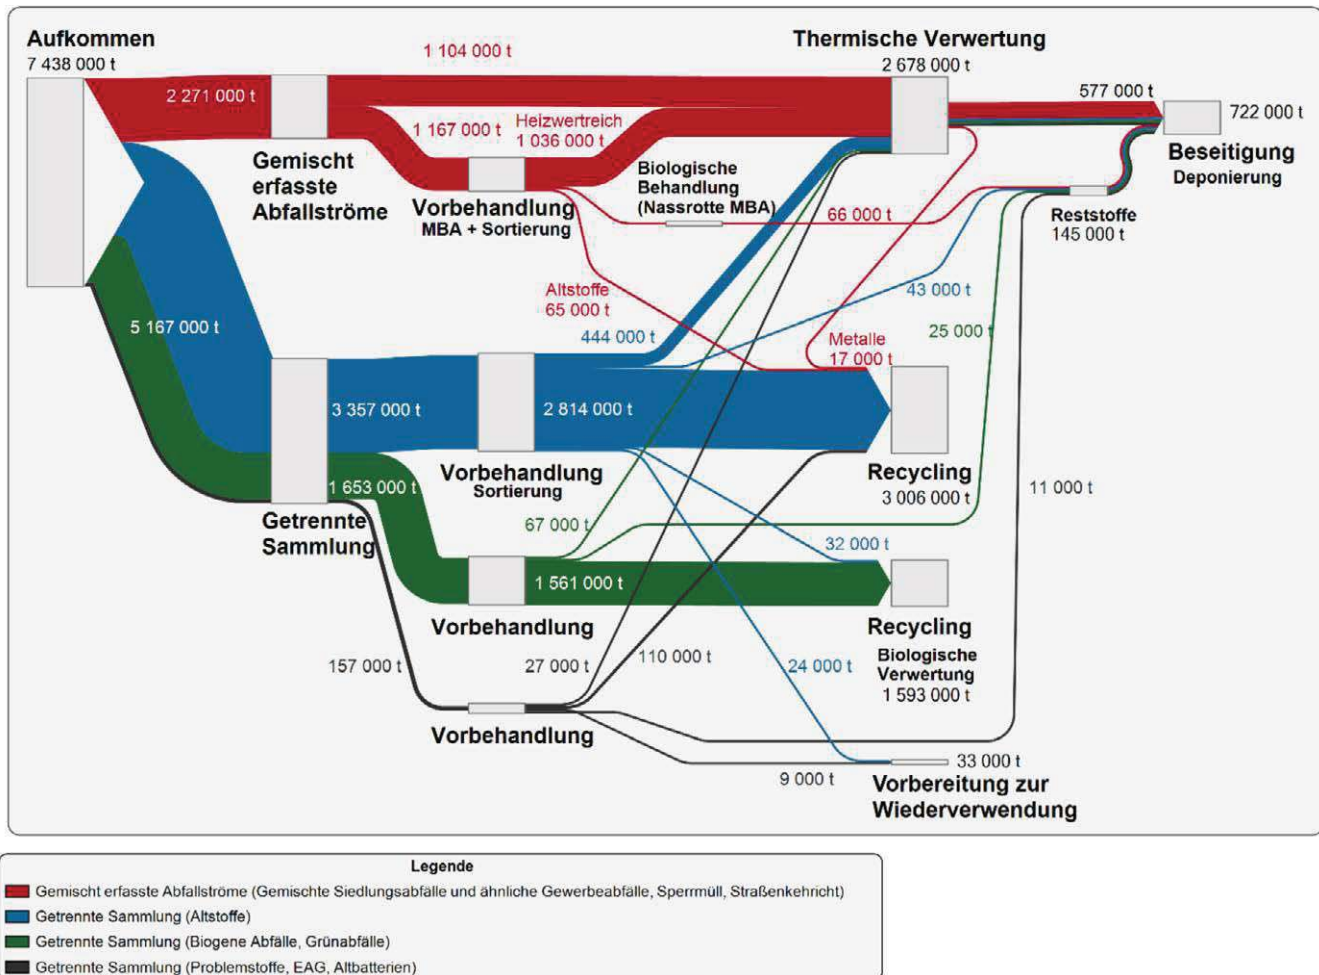 Aufkommen
7 438 000 t
2 271 000 t
1 104 000 t
Gemischt
erfasste
Abfallströme
1 167 000 t
Heizwertreich
1 036 000 t
Vorbehandlung
MBA + Sortierung
Biologische
Behandlung
(Nassrotte MBA)
Thermische Verwertung
2 678 000 t
577 000 t
722 000 t
Beseitigung
Deponierung
66 000 t
Reststoffe
145 000 t
Altstoffe
65 000 t
43 000 t
5 167 000 t
444 000 t
Metalle
17 000 t
25 000 t
3 357 000 t
2 814 000 t
Vorbehandlung
Sortierung
Recycling
3 006 000 t
11 000 t
1 653 000 t
Getrennte
Sammlung
67 000 t
32 000 t
1 561 000 t
Vorbehandlung
Recycling
Biologische
Verwertung
1 593 000 t
157 000 t
27 000 t
110 000 t
24 000 t
Vorbehandlung
9 000 t
33 000 t
Vorbereitung zur
Wiederverwendung
Legende
Gemischt erfasste Abfallströme (Gemischte Siedlungsabfälle und ähnliche Gewerbeabfälle, Sperrmüll, Straßenkehricht)
Getrennte Sammlung (Altstoffe)
Getrennte Sammlung (Biogene Abfälle, Grünabfälle)
Getrennte Sammlung (Problemstoffe, EAG, Altbatterien)